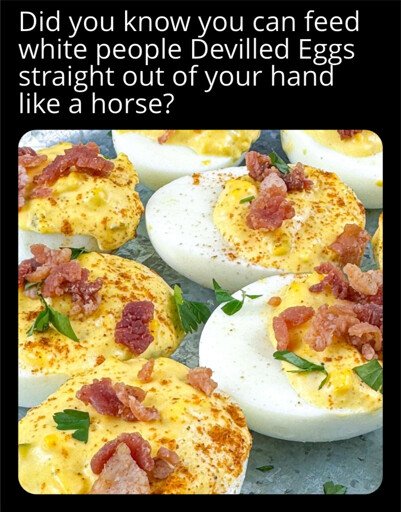 Did you know you can feed
white people Devilled Eggs
straight out of your hand
like a horse?